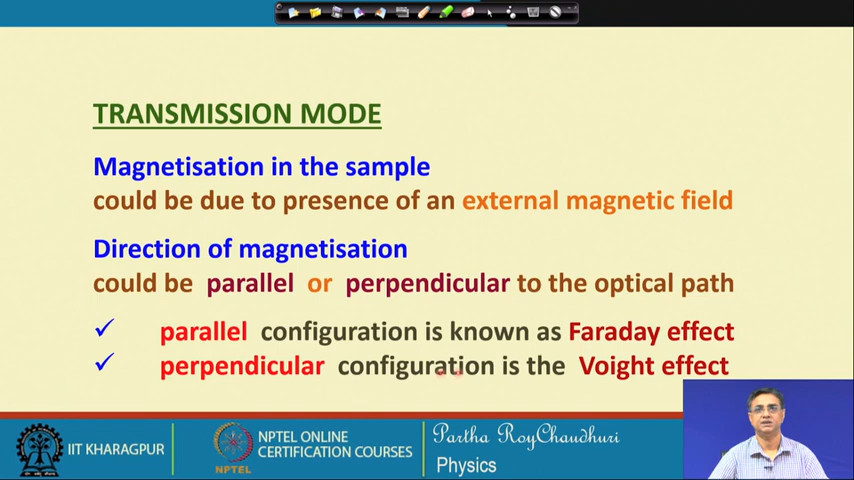 TRANSMISSION MODE
Magnetisation in the sample
could be due to presence of an external magnetic field
Direction of magnetisation
could be parallel or perpendicular to the optical path
✓ parallel configuration is known as Faraday effect
✓ perpendicular configuration is the Voight effect
IIT KHARAGPUR
NPTEL
NPTEL ONLINE
CERTIFICATION COURSES
Partha RoyChaudhuri
Physics